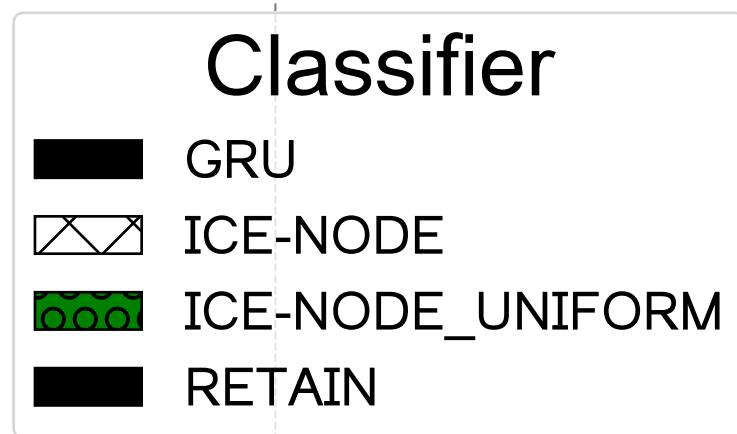 Classifier
GRU
ICE-NODE
ICE-NODE_UNIFORM
RETAIN